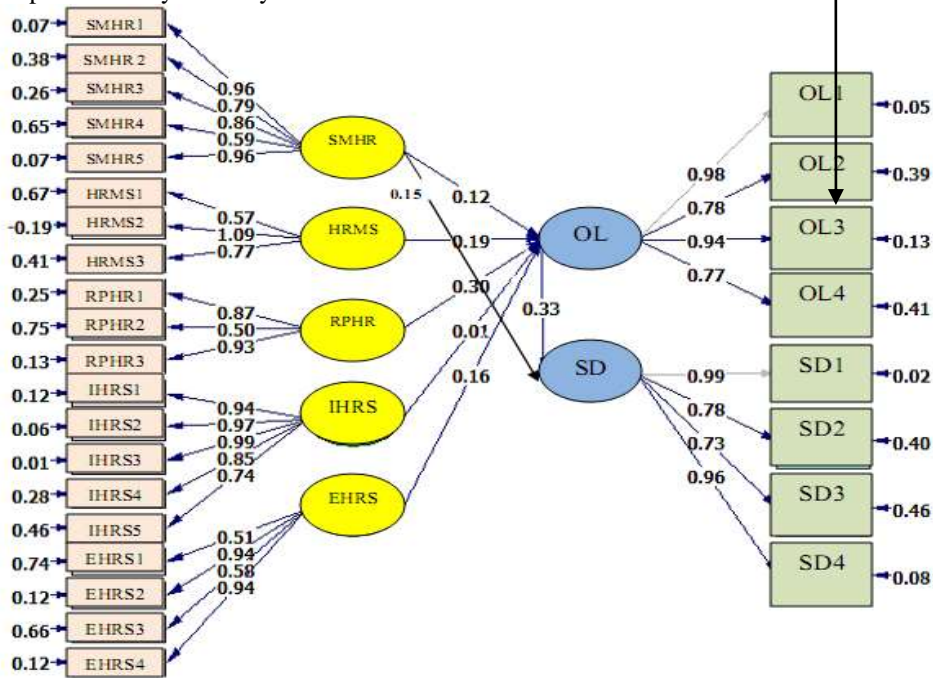 0.07 SMHR1
0.38 SMHR2
0.26 SMHR3
0.65 SMHR4
0.07 SMHR5
0.67 HRMS1
-0.19 HRMS2
0.41 HRMS3
0.25 RPHR1
0.75 RPHR2
0.13 RPHR3
0.12 IHRS1
0.06 IHRS2
0.01 IHRS3
0.28 IHRS4
0.46 IHRS5
0.74 EHRS1
0.12 EHRS2
0.66 EHRS3
0.12 EHRS4
0.96
0.79
0.86
0.59
0.96
0.57
1.09
0.77
0.87
0.50
0.93
0.94
0.97
0.99
0.85
0.74
0.51
0.94
0.58
0.94
SMHR
HRMS
RPHR
IHRS
EHRS
0.15
0.12
0.19
0.30
0.01
0.16
0.33
OL
SD
0.98
0.78
0.94
0.77
0.99
0.78
0.73
0.96
OL1 0.05
OL2 0.39
OL3 0.13
OL4 0.41
SD1 0.02
SD2 0.40
SD3 0.46
SD4 0.08